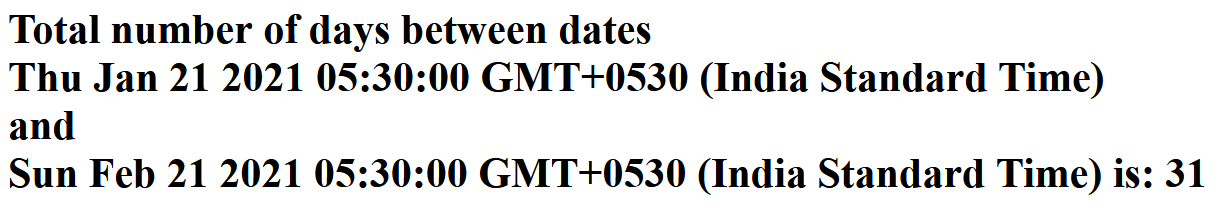 Total number of days between dates
Thu Jan 21 2021 05:30:00 GMT+0530 (India Standard Time)
and
Sun Feb 21 2021 05:30:00 GMT+0530 (India Standard Time) is: 31